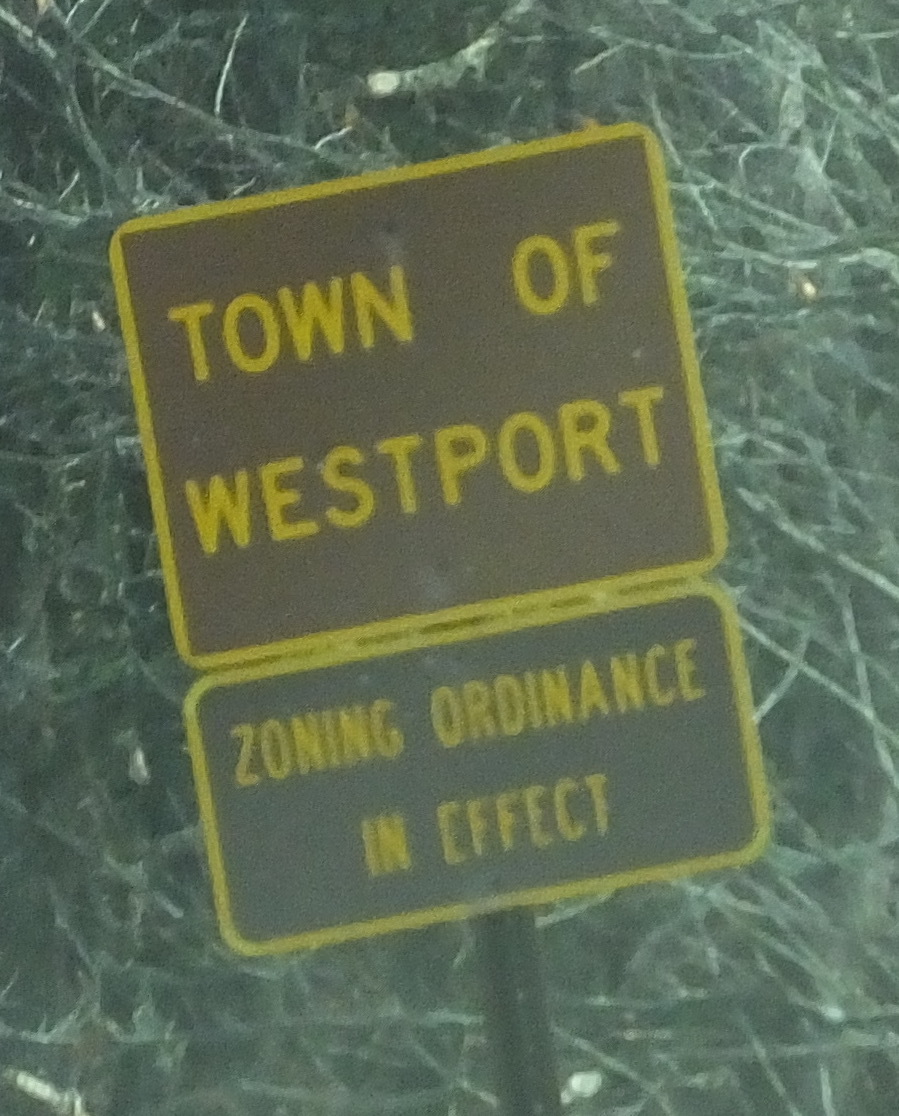 TOWN OF
WESTPORT
ZONING ORDINANCE
IN EFFECT